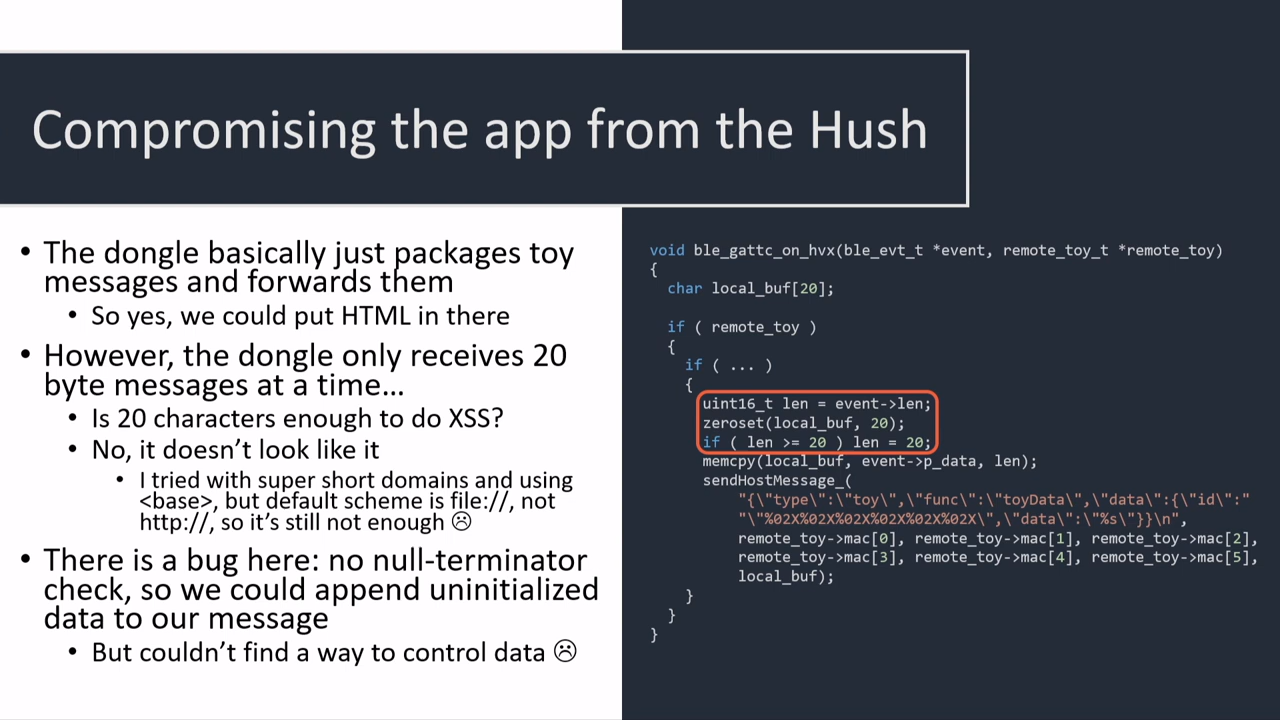 Compromising the app from the Hush
• The dongle basically just packages toy
messages and forwards them
• So yes, we could put HTML in there
• However, the dongle only receives 20
byte messages at a time…
• Is 20 characters enough to do XSS?
• No, it doesn’t look like it
• I tried with super short domains and using
<base>, but default scheme is file://, not
http://, so it’s still not enough ☹
• There is a bug here: no null-terminator
check, so we could append uninitialized
data to our message
• But couldn’t find a way to control data ☹
void ble_gattc_on_hvx(ble_evt_t *event, remote_toy_t *remote_toy)
{
char local_buf[20];
if ( remote_toy )
{
if ( ... )
{
uint16_t len = event->len;
zeroset(local_buf, 20);
if ( len >= 20 ) len = 20;
memcpy(local_buf, event->p_data, len);
sendHostMessage_(
"{\"type\":\"toy\",\"func\":\"toyData\",\"data\":{\"id\":"
"\"%02X%02X%02X%02X%02X%02X\",\"data\":\"%s\"}}\n",
remote_toy->mac[0], remote_toy->mac[1], remote_toy->mac[2],
remote_toy->mac[3], remote_toy->mac[4], remote_toy->mac[5],
local_buf);
}
}
}